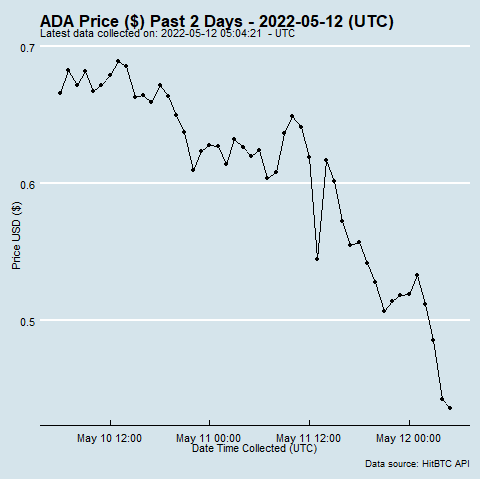 ADA Price ($) Past 2 Days - 2022-05-12 (UTC)
Latest data collected on: 2022-05-12 05:04:21  - UTC
0.7
0.6
Price USD ($)
0.5
May 10 12:00 May 11 00:00 May 11 12:00 May 12 00:00
Date Time Collected (UTC)
Data source: HitBTC API